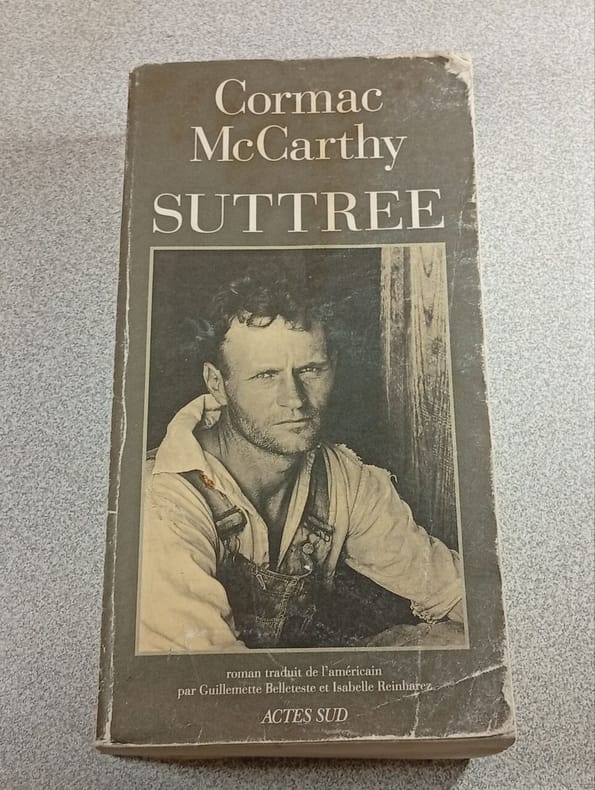 Cormac
McCarthy
SUTTREE
roman traduit de l'américain
par Guillemette Belleteste et Isabelle Reinharez
ACTES SUD